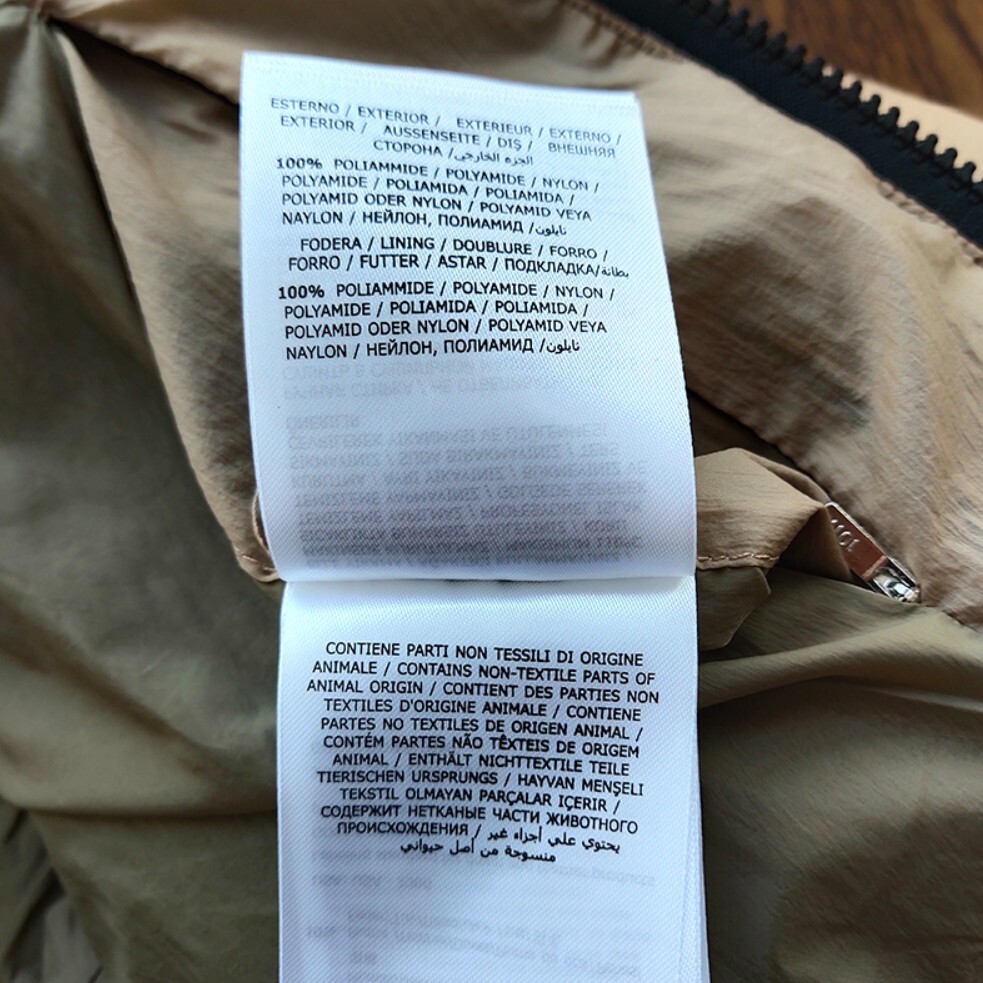 ESTERNO / EXTERIOR / EXTERIEUR / EXTERNO /
EXTERIOR / AUSSENSEITE / DIŞ / ВНЕШНЯЯ
СТОРОНА / الجزء الخارجي
100% POLIAMMIDE / POLYAMIDE / NYLON /
POLYAMIDE / POLIAMIDA / POLIAMIDA /
POLYAMID ODER NYLON / POLYAMID VEYA
NAYLON / НЕЙЛОН, ПОЛИАМИД / نايلون
FODERA / LINING / DOUBLURE / FORRO /
FORRO / FUTTER / ASTAR / ПОДКЛАДКА/ بطانة
100% POLIAMMIDE / POLYAMIDE / NYLON /
POLYAMIDE / POLIAMIDA / POLIAMIDA /
POLYAMID ODER NYLON / POLYAMID VEYA
NAYLON / НЕЙЛОН, ПОЛИАМИД / نايلون
CONTIENE PARTI NON TESSILI DI ORIGINE
ANIMALE / CONTAINS NON-TEXTILE PARTS OF
ANIMAL ORIGIN / CONTIENT DES PARTIES NON
TEXTILES D'ORIGINE ANIMALE / CONTIENE
PARTES NO TEXTILES DE ORIGEN ANIMAL /
CONTÉM PARTES NÃO TÊXTEIS DE ORIGEM
ANIMAL / ENTHÄLT NICHTTEXTILE TEILE
TIERISCHEN URSPRUNGS / HAYVAN MENŞELİ
TEKSTIL OLMAYAN PARÇALAR IÇERIR /
СОДЕРЖИТ НЕТКАНЫЕ ЧАСТИ ЖИВОТНОГО
ПРОИСХОЖДЕНИЯ / يحتوي علي أجزاء غير
منسوجة من أصل حيواني